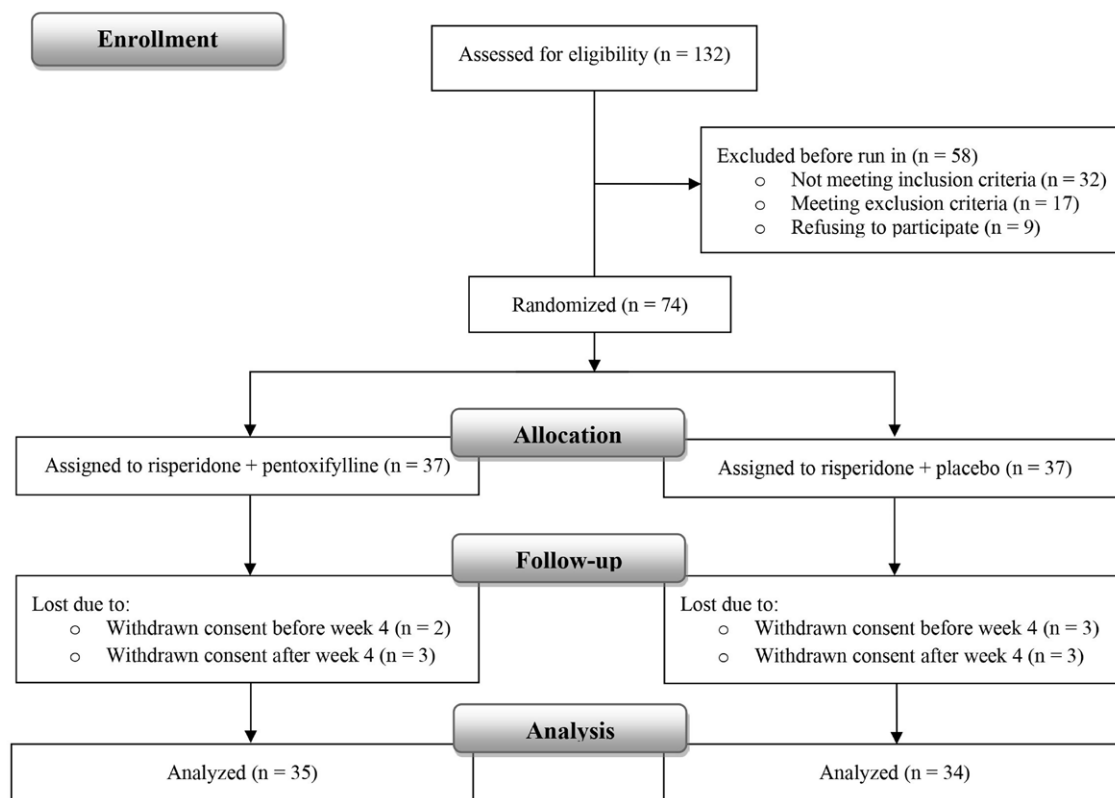 Enrollment
Assessed for eligibility (n = 132)
Excluded before run in (n = 58)
o Not meeting inclusion criteria (n = 32)
o Meeting exclusion criteria (n = 17)
o Refusing to participate (n = 9)
Randomized (n = 74)
Allocation
Assigned to risperidone + pentoxifylline (n = 37)
Assigned to risperidone + placebo (n = 37)
Follow-up
Lost due to:
o Withdrawn consent before week 4 (n = 2)
o Withdrawn consent after week 4 (n = 3)
Lost due to:
o Withdrawn consent before week 4 (n = 3)
o Withdrawn consent after week 4 (n = 3)
Analysis
Analyzed (n = 35)
Analyzed (n = 34)